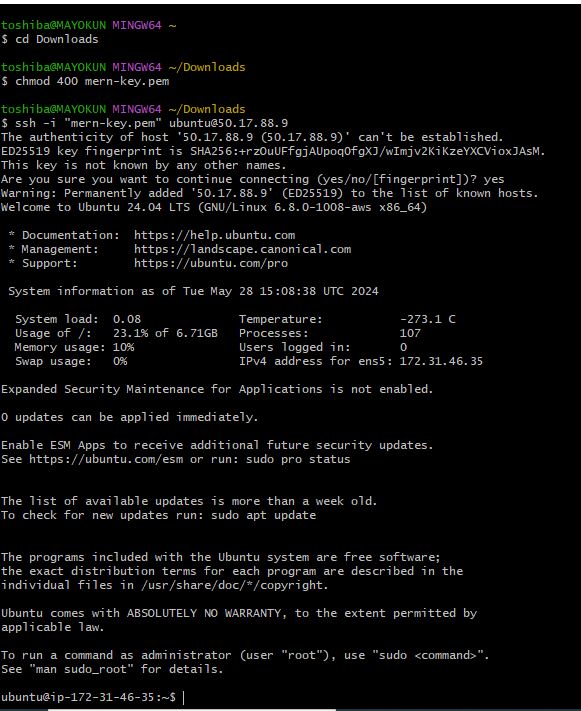 toshiba@MAYOKUN MINGW64 ~
$ cd Downloads
toshiba@MAYOKUN MINGW64 ~/Downloads
$ chmod 400 mern-key.pem
toshiba@MAYOKUN MINGW64 ~/Downloads
$ ssh -i "mern-key.pem" ubuntu@50.17.88.9
The authenticity of host '50.17.88.9 (50.17.88.9)' can't be established.
ED25519 key fingerprint is SHA256:+rzOuUFfgjAUpoqOfgXJ/wImjv2KiKzeYXCVioxJAsM.
This key is not known by any other names.
Are you sure you want to continue connecting (yes/no/[fingerprint])? yes
Warning: Permanently added '50.17.88.9' (ED25519) to the list of known hosts.
Welcome to Ubuntu 24.04 LTS (GNU/Linux 6.8.0-1008-aws x86_64)
* Documentation: https://help.ubuntu.com
* Management: https://landscape.canonical.com
* Support: https://ubuntu.com/pro
System information as of Tue May 28 15:08:38 UTC 2024
System load: 0.08 Temperature: -273.1 C
Usage of /: 23.1% of 6.71GB Processes: 107
Memory usage: 10% Users logged in: 0
Swap usage: 0% IPv4 address for ens5: 172.31.46.35
Expanded Security Maintenance for Applications is not enabled.
0 updates can be applied immediately.
Enable ESM Apps to receive additional future security updates.
See https://ubuntu.com/esm or run: sudo pro status
The list of available updates is more than a week old.
To check for new updates run: sudo apt update
The programs included with the Ubuntu system are free software;
the exact distribution terms for each program are described in the
individual files in /usr/share/doc/*/copyright.
Ubuntu comes with ABSOLUTELY NO WARRANTY, to the extent permitted by
applicable law.
To run a command as administrator (user "root"), use "sudo <command>".
See "man sudo_root" for details.
ubuntu@ip-172-31-46-35:~$